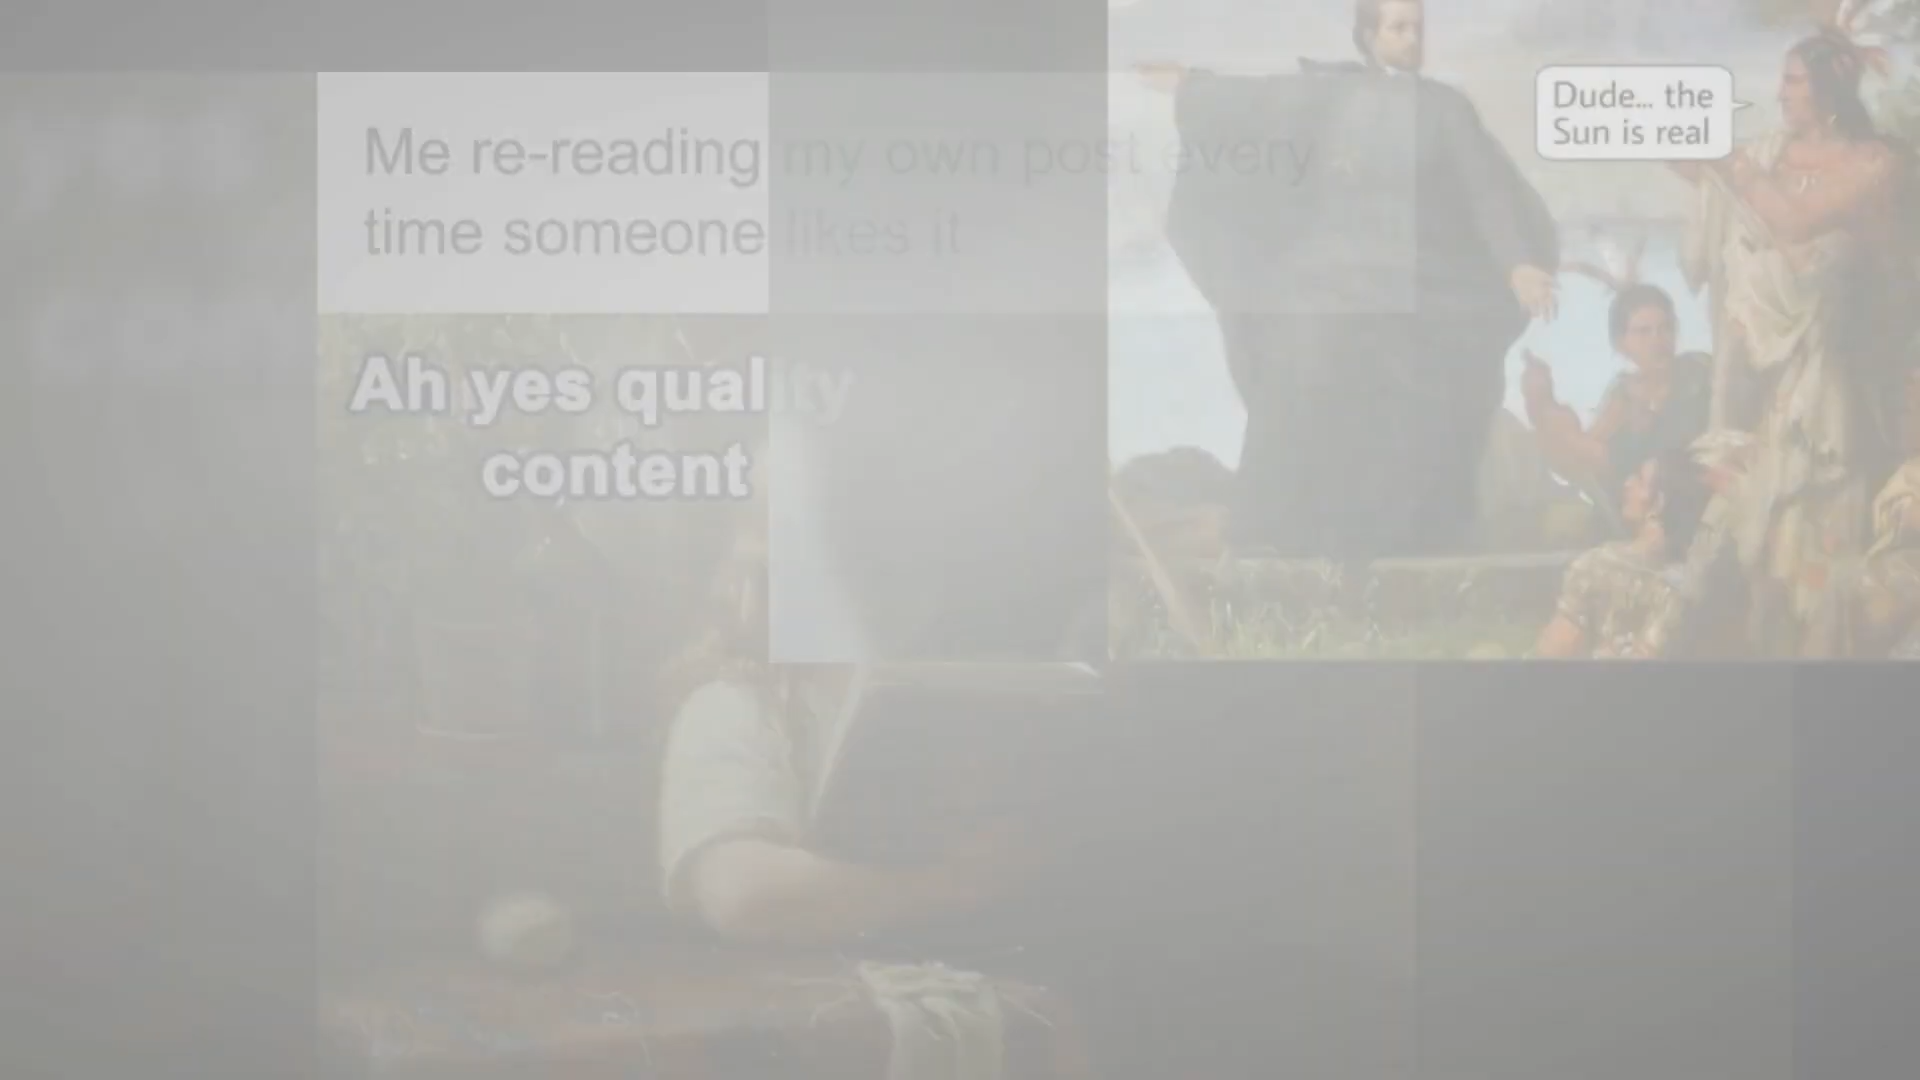 Me re-reading my own post every
time someone likes it
Ah yes quality
content
Dude... the
Sun is real